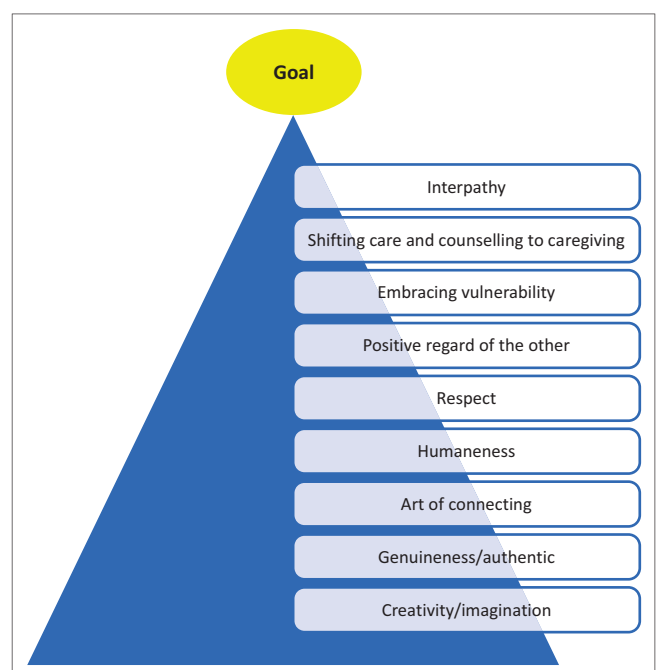 Goal
Interpathy
Shifting care and counselling to caregiving
Embracing vulnerability
Positive regard of the other
Respect
Humaneness
Art of connecting
Genuineness/authentic
Creativity/imagination